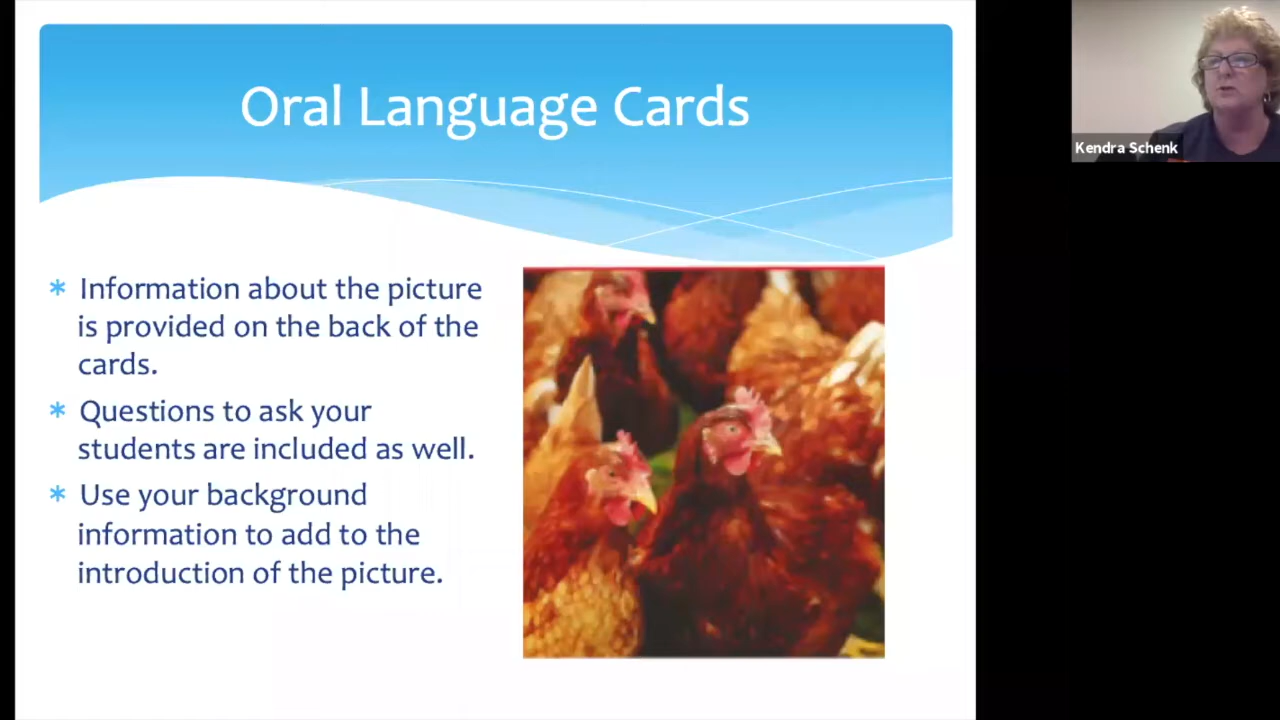 Oral Language Cards
Kendra Schenk
* Information about the picture
is provided on the back of the
cards.
* Questions to ask your
students are included as well.
* Use your background
information to add to the
introduction of the picture.